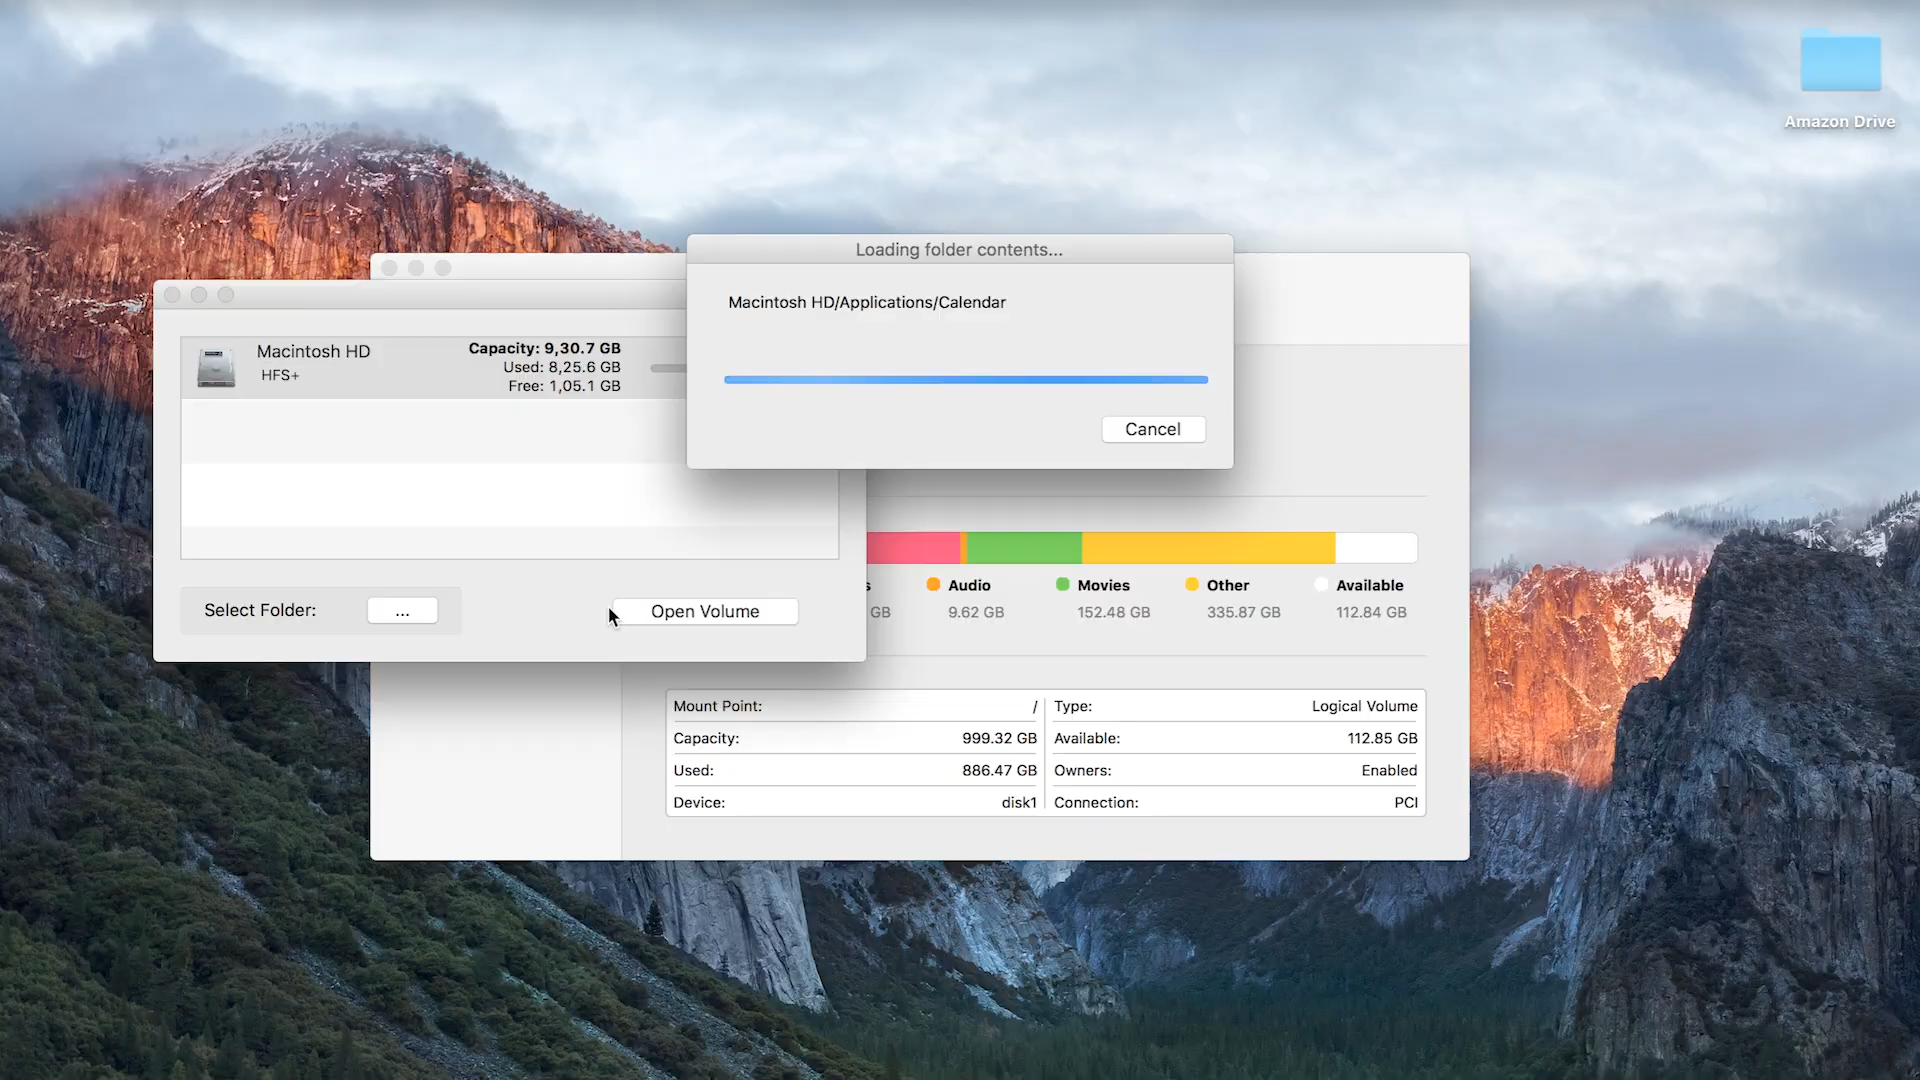 Amazon Drive
Loading folder contents...
Macintosh HD/Applications/Calendar
Cancel
Macintosh HD
HFS+
Capacity: 9,30.7 GB
Used: 8,25.6 GB
Free: 1,05.1 GB
Select Folder:
...
Open Volume
s
GB
Audio
9.62 GB
Movies
152.48 GB
Other
335.87 GB
Available
112.84 GB
Mount Point: /
Capacity: 999.32 GB
Used: 886.47 GB
Device: disk1
Type: Logical Volume
Available: 112.85 GB
Owners: Enabled
Connection: PCI